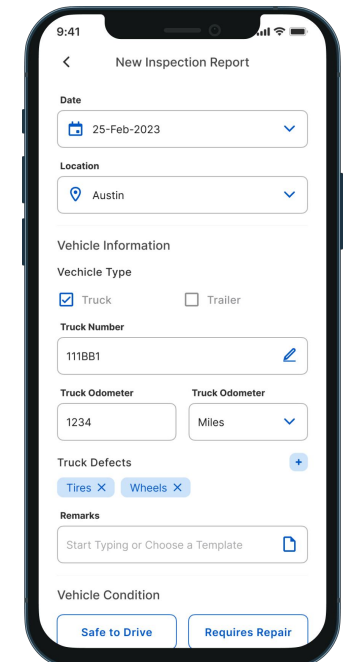 9:41
New Inspection Report
Date
25-Feb-2023
Location
Austin
Vehicle Information
Vechicle Type
Truck Trailer
Truck Number
111BB1
Truck Odometer Truck Odometer
1234 Miles
Truck Defects +
Tires X Wheels X
Remarks
Start Typing or Choose a Template
Vehicle Condition
Safe to Drive Requires Repair